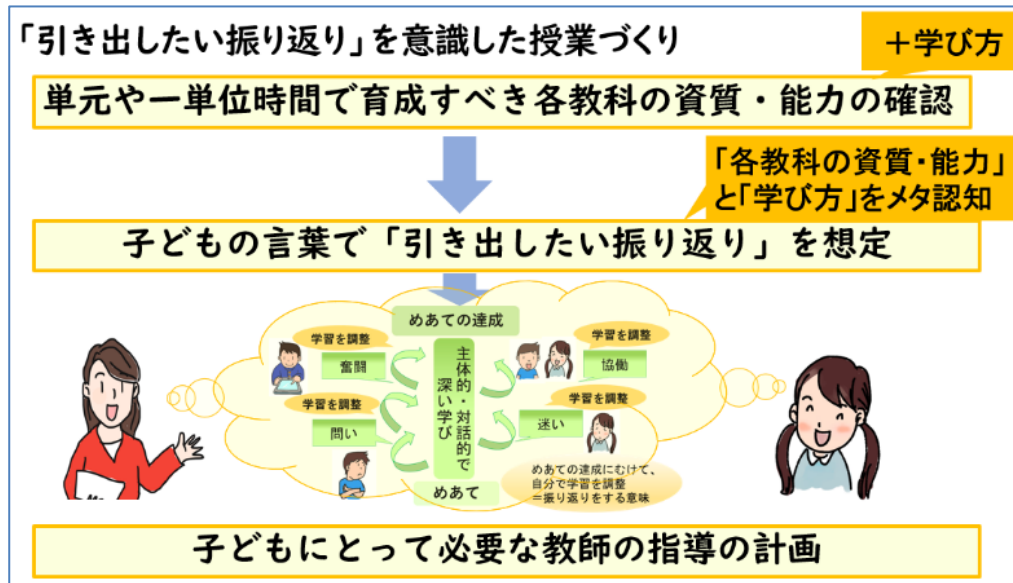 「引き出したい振り返り」を意識した授業づくり
＋学び方
単元や一単位時間で育成すべき各教科の資質・能力の確認
「各教科の資質・能力」
と「学び方」をメタ認知
子どもの言葉で「引き出したい振り返り」を想定
めあての達成
学習を調整
奮闘
学習を調整
協働
主体的・対話的で
深い学び
学習を調整
問い
学習を調整
迷い
めあて
めあての達成にむけて、
自分で学習を調整
＝振り返りをする意味
子どもにとって必要な教師の指導の計画